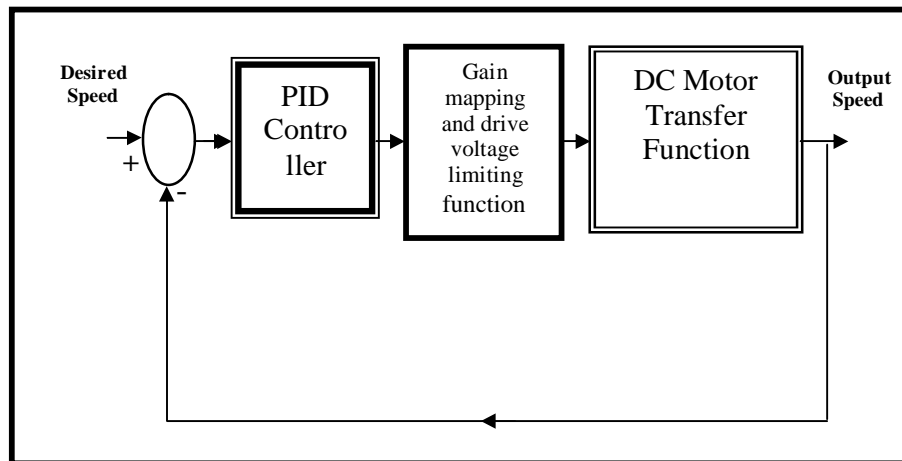 Desired
Speed
+
-
PID
Contro
ller
Gain
mapping
and drive
voltage
limiting
function
DC Motor
Transfer
Function
Output
Speed